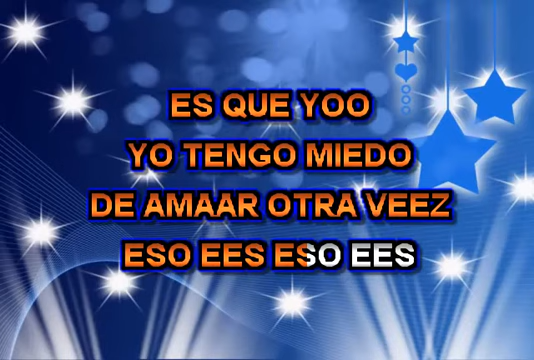 ES QUE YOO
YO TENGO MIEDO
DE AMAAR OTRA VEEZ
ESO EES ESO EES